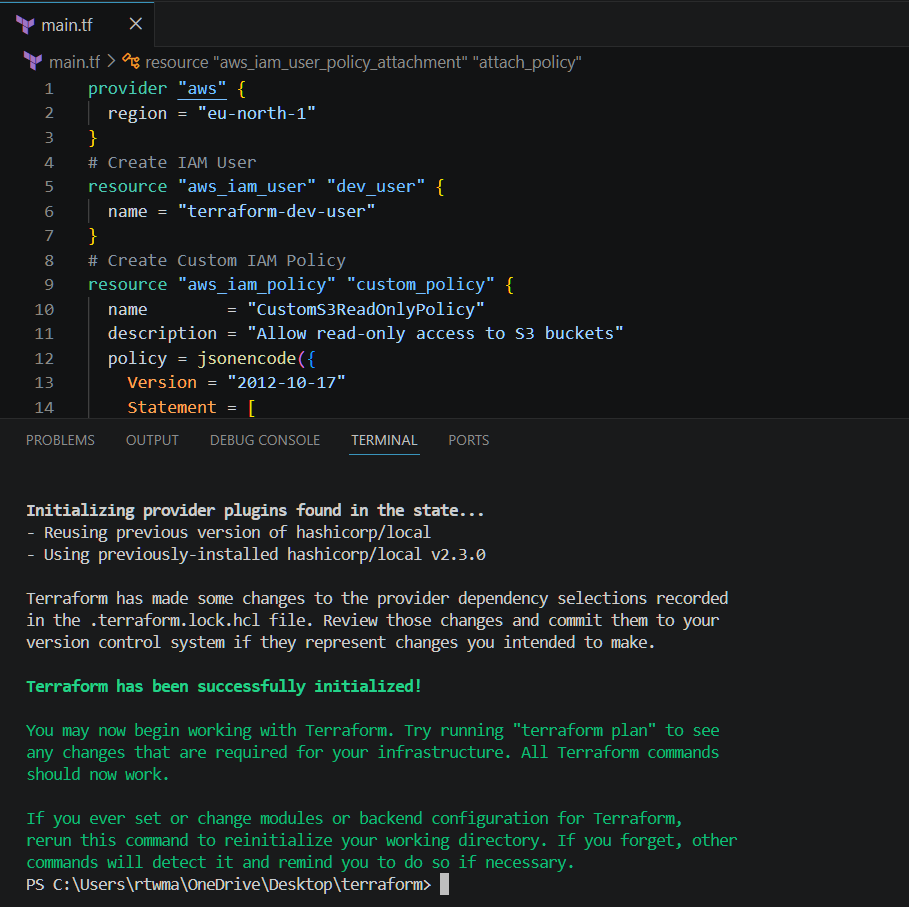 main.tf
main.tf > resource "aws_iam_user_policy_attachment" "attach_policy"
1 provider "aws" {
2   region = "eu-north-1"
3 }
4 # Create IAM User
5 resource "aws_iam_user" "dev_user" {
6   name = "terraform-dev-user"
7 }
8 # Create Custom IAM Policy
9 resource "aws_iam_policy" "custom_policy" {
10   name        = "CustomS3ReadOnlyPolicy"
11   description = "Allow read-only access to S3 buckets"
12   policy = jsonencode({
13     Version = "2012-10-17"
14     Statement = [
PROBLEMS OUTPUT DEBUG CONSOLE TERMINAL PORTS
Initializing provider plugins found in the state...
- Reusing previous version of hashicorp/local
- Using previously-installed hashicorp/local v2.3.0
Terraform has made some changes to the provider dependency selections recorded
in the .terraform.lock.hcl file. Review those changes and commit them to your
version control system if they represent changes you intended to make.
Terraform has been successfully initialized!
You may now begin working with Terraform. Try running "terraform plan" to see
any changes that are required for your infrastructure. All Terraform commands
should now work.
If you ever set or change modules or backend configuration for Terraform,
rerun this command to reinitialize your working directory. If you forget, other
commands will detect it and remind you to do so if necessary.
PS C:\Users\rtwma\OneDrive\Desktop\terraform>